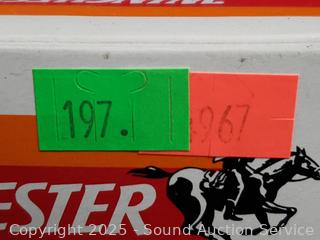 197.
967
ESTER
Copyright 2025 - Sound Auction Service